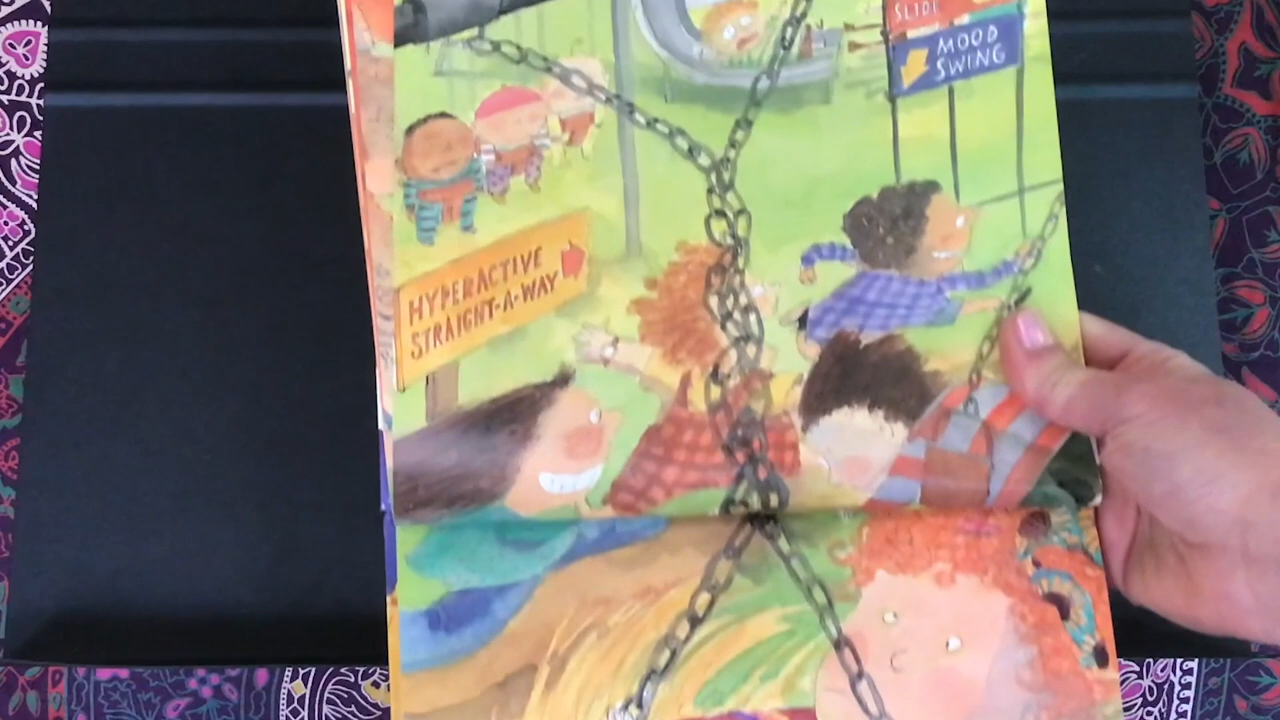 SLIDE
MOOD
SWING
HYPERACTIVE
STRAIGHT-A-WAY